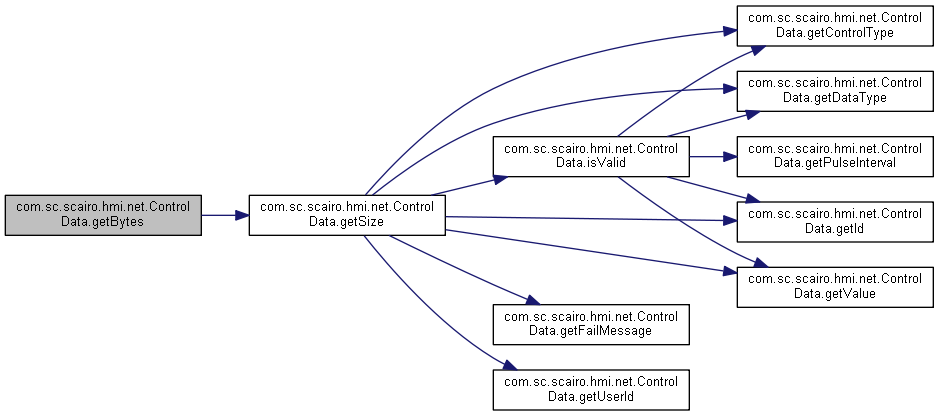 com.sc.scairo.hmi.net.Control
Data.getBytes
com.sc.scairo.hmi.net.Control
Data.getSize
com.sc.scairo.hmi.net.Control
Data.isValid
com.sc.scairo.hmi.net.Control
Data.getFailMessage
com.sc.scairo.hmi.net.Control
Data.getUserId
com.sc.scairo.hmi.net.Control
Data.getControlType
com.sc.scairo.hmi.net.Control
Data.getDataType
com.sc.scairo.hmi.net.Control
Data.getPulseInterval
com.sc.scairo.hmi.net.Control
Data.getId
com.sc.scairo.hmi.net.Control
Data.getValue